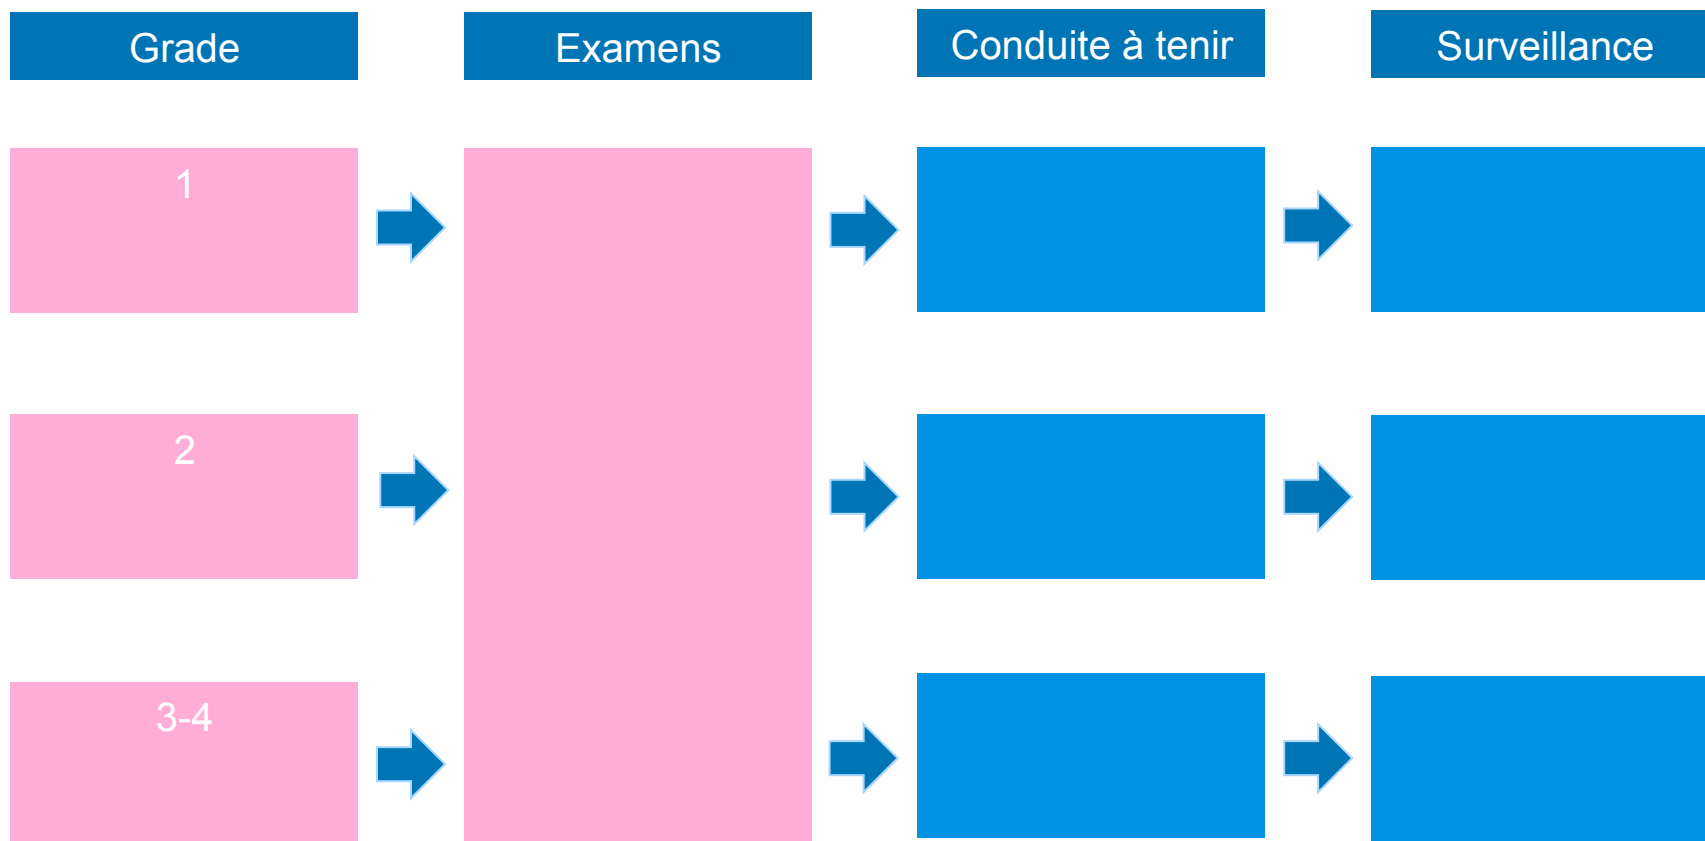 Grade
Examens
Conduite à tenir
Surveillance
1
2
3-4